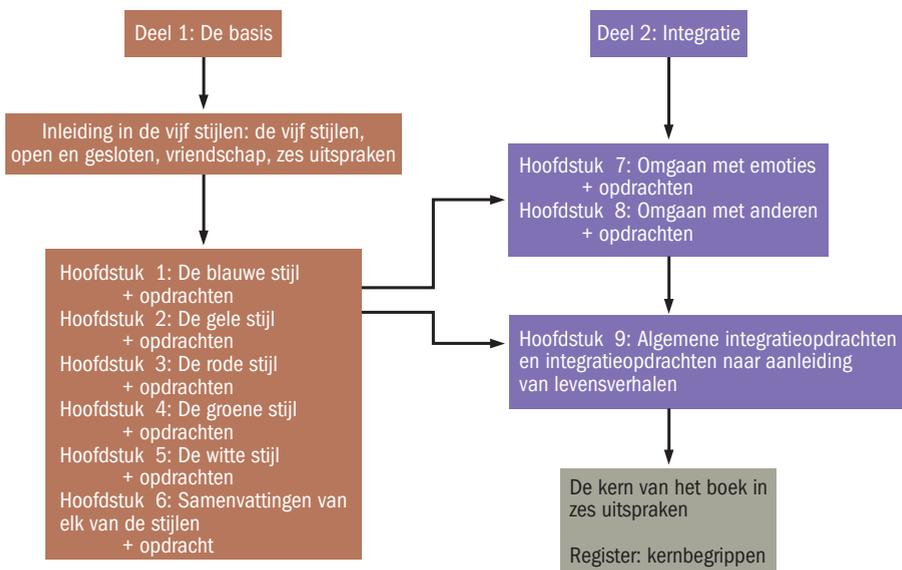 Deel 1: De basis
Inleiding in de vijf stijlen: de vijf stijlen,
open en gesloten, vriendschap, zes uitspraken
Hoofdstuk 1: De blauwe stijl
+ opdrachten
Hoofdstuk 2: De gele stijl
+ opdrachten
Hoofdstuk 3: De rode stijl
+ opdrachten
Hoofdstuk 4: De groene stijl
+ opdrachten
Hoofdstuk 5: De witte stijl
+ opdrachten
Hoofdstuk 6: Samenvattingen van
elk van de stijlen
+ opdracht
Deel 2: Integratie
Hoofdstuk 7: Omgaan met emoties
+ opdrachten
Hoofdstuk 8: Omgaan met anderen
+ opdrachten
Hoofdstuk 9: Algemene integratieopdrachten
en integratieopdrachten naar aanleiding
van levensverhalen
De kern van het boek in
zes uitspraken
Register: kernbegrippen